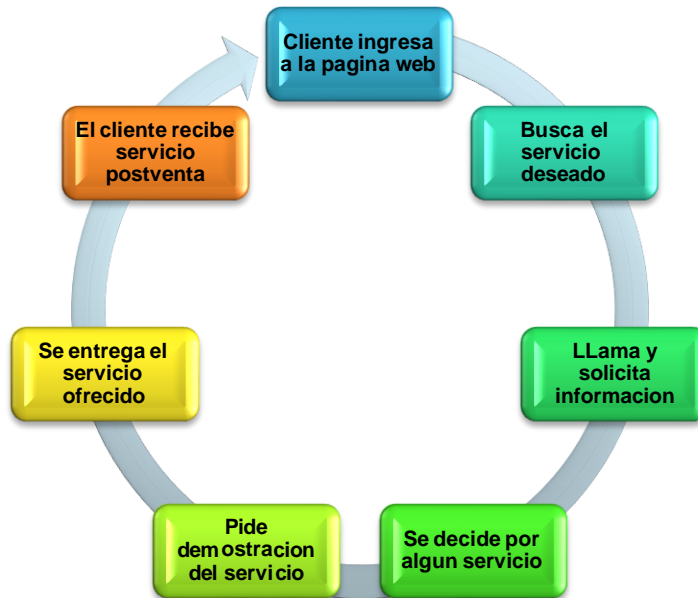 Cliente ingresa
a la pagina web
Busca el
servicio
deseado
LLama y
solicita
informacion
Se decide por
algun servicio
Pide
demostracion
del servicio
Se entrega el
servicio
ofrecido
El cliente recibe
servicio
postventa